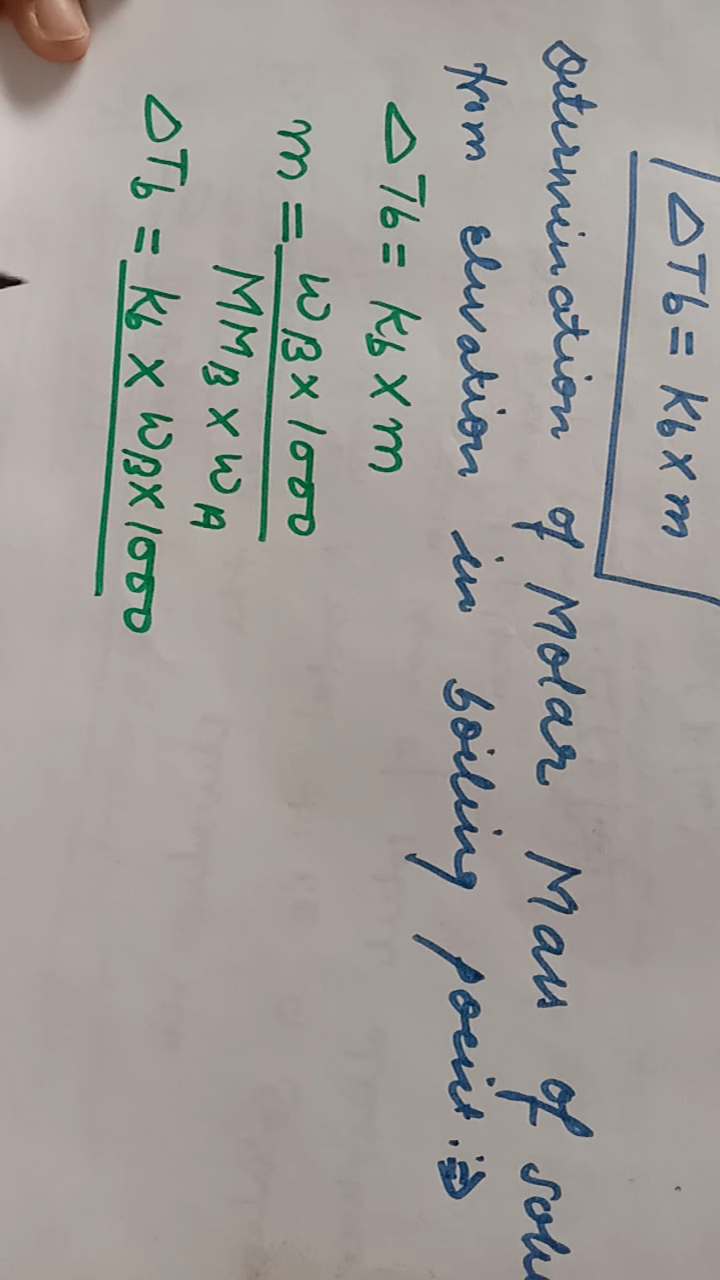 ΔTb = Kb × m
Determination of Molar Mass of
from elevation in boiling point :⇒
ΔTb = Kb × m
m = WB × 1000
MMB × WA
ΔTb = Kb × WB × 1000